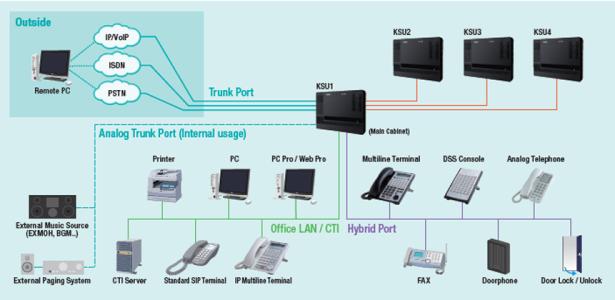 Outside
IP/VoIP
ISDN
PSTN
Remote PC
Trunk Port
KSU1
(Main Cabinet)
KSU2
KSU3
KSU4
Analog Trunk Port (Internal usage)
Printer
PC
PC Pro / Web Pro
Multiline Terminal
DSS Console
Analog Telephone
External Music Source
(EXMOH, BGM...)
Office LAN / CTI
Hybrid Port
External Paging System
CTI Server
Standard SIP Terminal
IP Multiline Terminal
FAX
Doorphone
Door Lock / Unlock